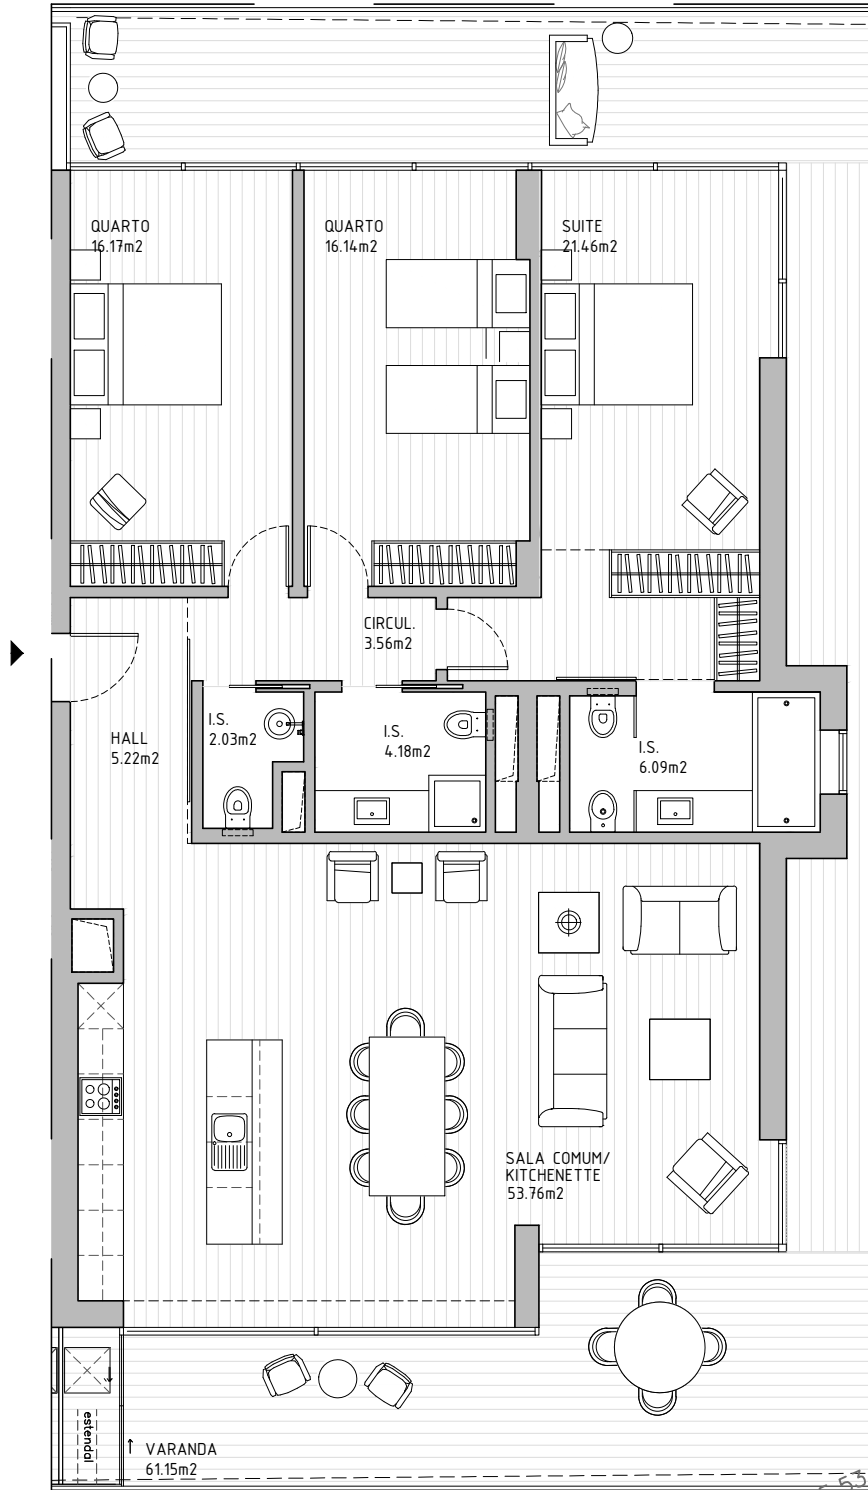 QUARTO
16.17m2
QUARTO
16.14m2
SUITE
21.46m2
CIRCUL.
3.56m2
HALL
5.22m2
I.S.
2.03m2
I.S.
4.18m2
I.S.
6.09m2
SALA COMUM/
KITCHENETTE
53.76m2
estendal
VARANDA
61.15m2
53